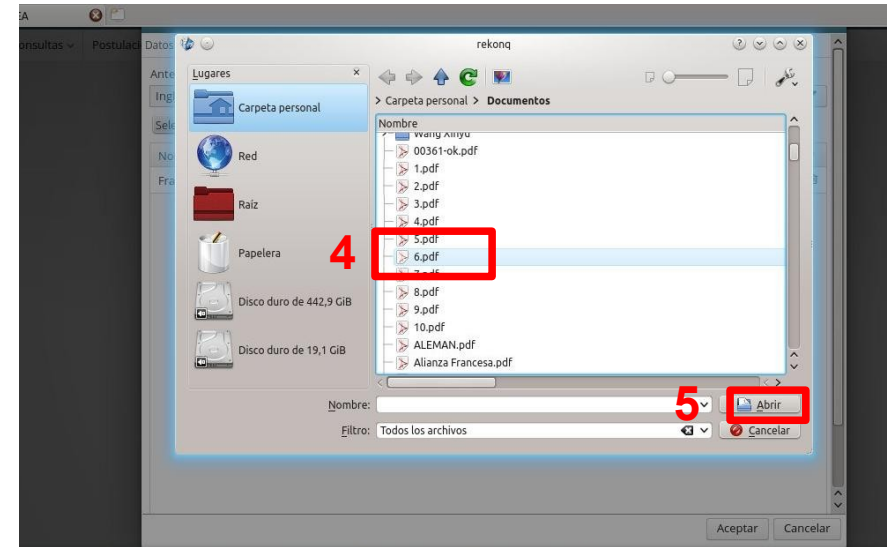 rekonq
Datos
Lugares
Carpeta personal
Red
Raíz
Papelera
Disco duro de 442,9 GiB
Disco duro de 19,1 GiB
> Carpeta personal > Documentos
Nombre
Wang Xinyu
00361-ok.pdf
1.pdf
2.pdf
3.pdf
4.pdf
5.pdf
4
6.pdf
7.pdf
8.pdf
9.pdf
10.pdf
ALEMAN.pdf
Alianza Francesa.pdf
Nombre:
5
Abrir
Filtro:
Todos los archivos
Cancelar
Aceptar
Cancelar